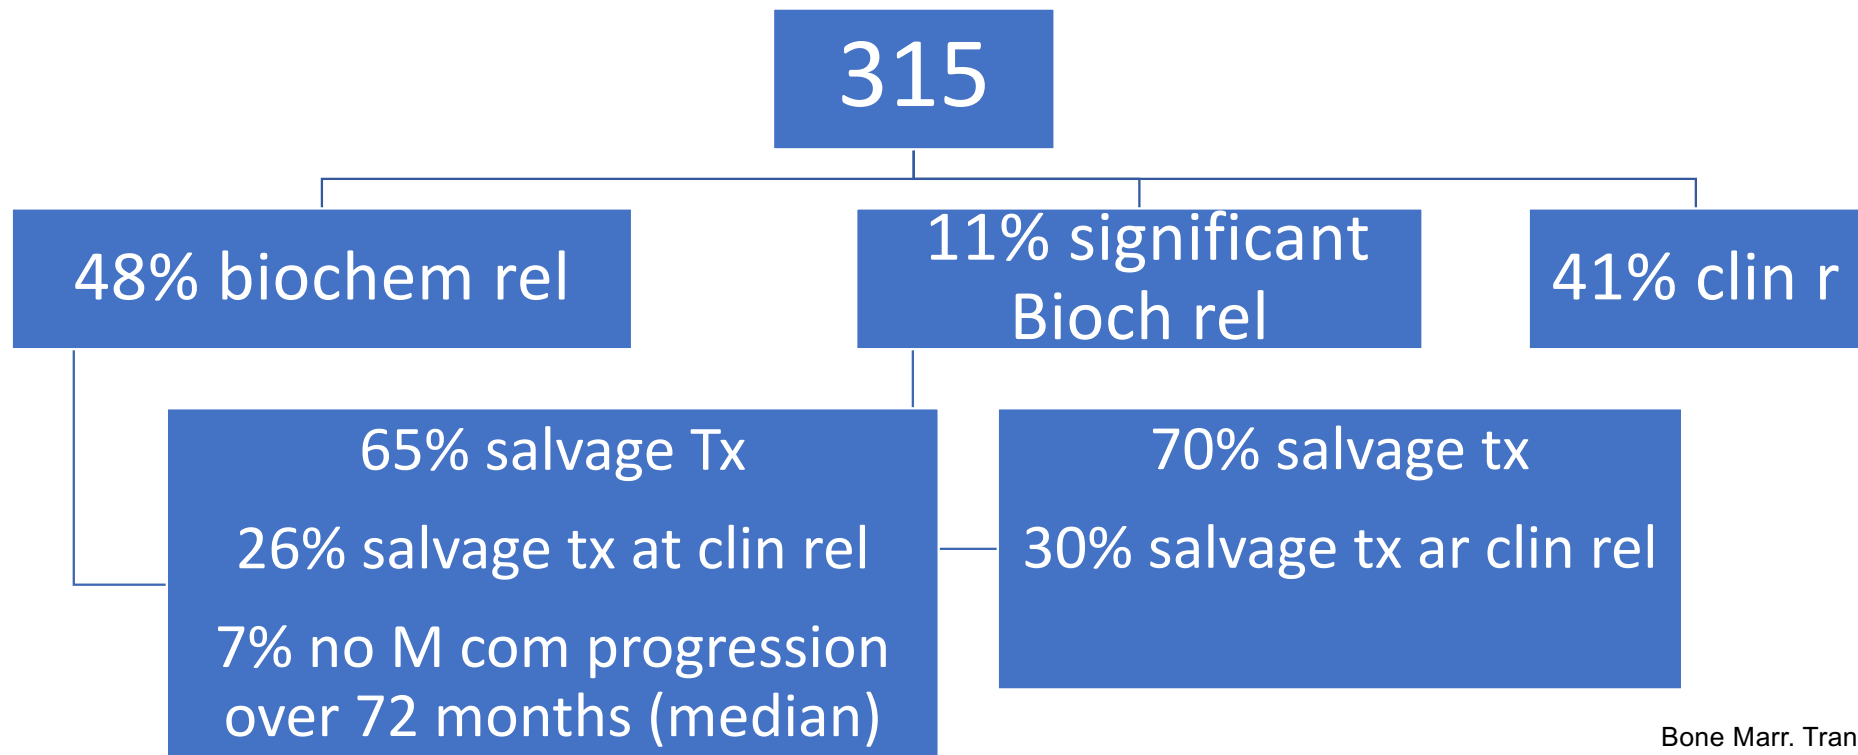 315
48% biochem rel
11% significant
Bioch rel
41% clin r
65% salvage Tx
26% salvage tx at clin rel
7% no M com progression
over 72 months (median)
70% salvage tx
30% salvage tx ar clin rel
Bone Marr. Tran